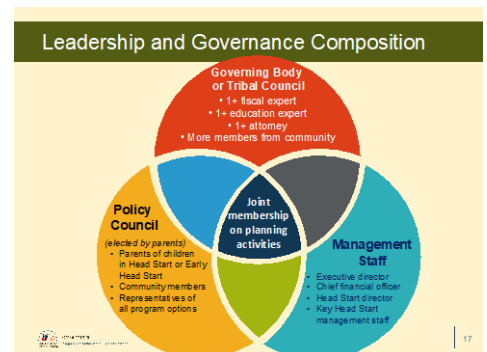 Leadership and Governance Composition
Governing Body
or Tribal Council
• 1+ fiscal expert
• 1+ education expert
• 1+ attorney
• More members from community
Joint
membership
on planning
activities
Policy
Council
(elected by parents)
• Parents of children
in Head Start or Early
Head Start
• Community members
• Representatives of
all program options
Management
Staff
• Executive director
• Chief financial officer
• Head Start director
• Key Head Start
management staff
17